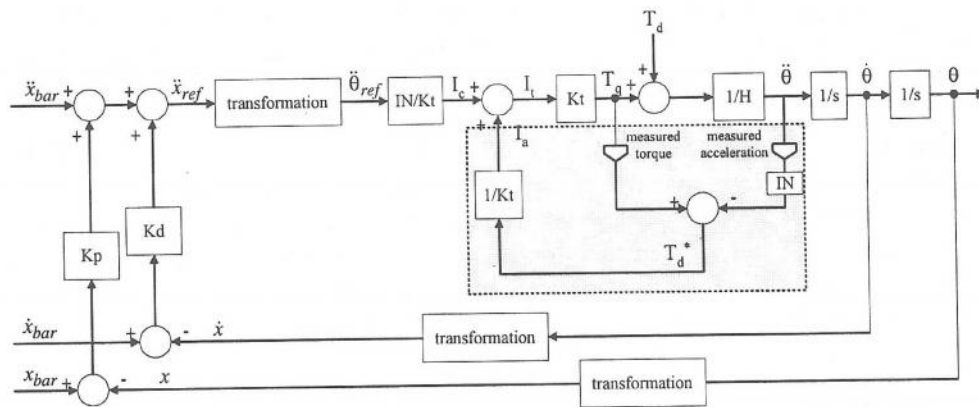 T_d
ẍ_bar + + ẍ_ref transformation θ̈_ref IN/Kt I_c + I_t Kt T_g + + 1/H θ̈ 1/s θ̇ 1/s θ
+ + + I_a measured torque measured acceleration
1/Kt IN
+ -
Kp Kd T_d*
ẋ_bar + - ẋ transformation
x_bar + - x transformation